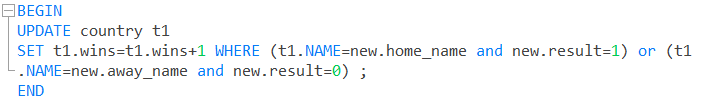 BEGIN
UPDATE country t1
SET t1.wins=t1.wins+1 WHERE (t1.NAME=new.home_name and new.result=1) or (t1
.NAME=new.away_name and new.result=0) ;
END